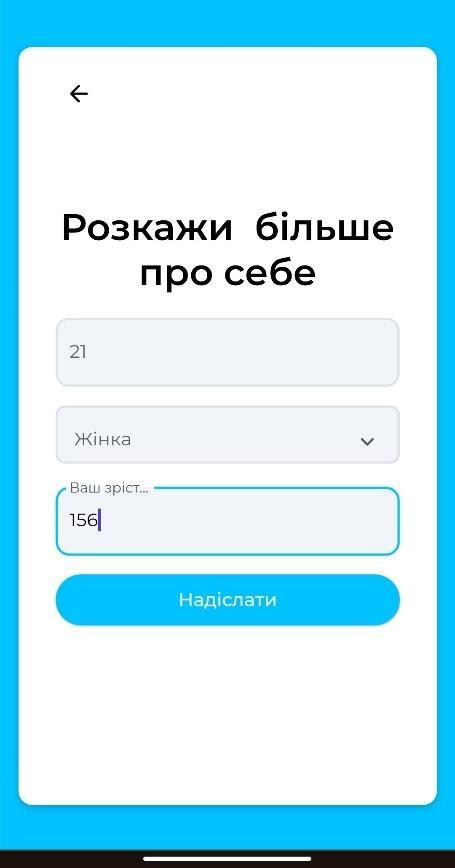 Розкажи більше
про себе
21
Жінка
Ваш зріст...
156
Надіслати